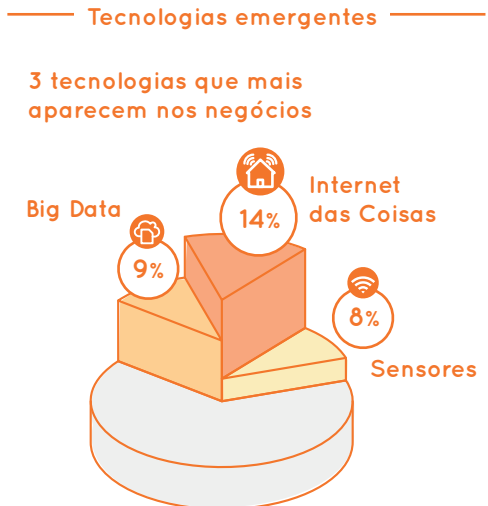 Tecnologias emergentes
3 tecnologias que mais
aparecem nos negócios
Internet
das Coisas
14%
Big Data
9%
8%
Sensores